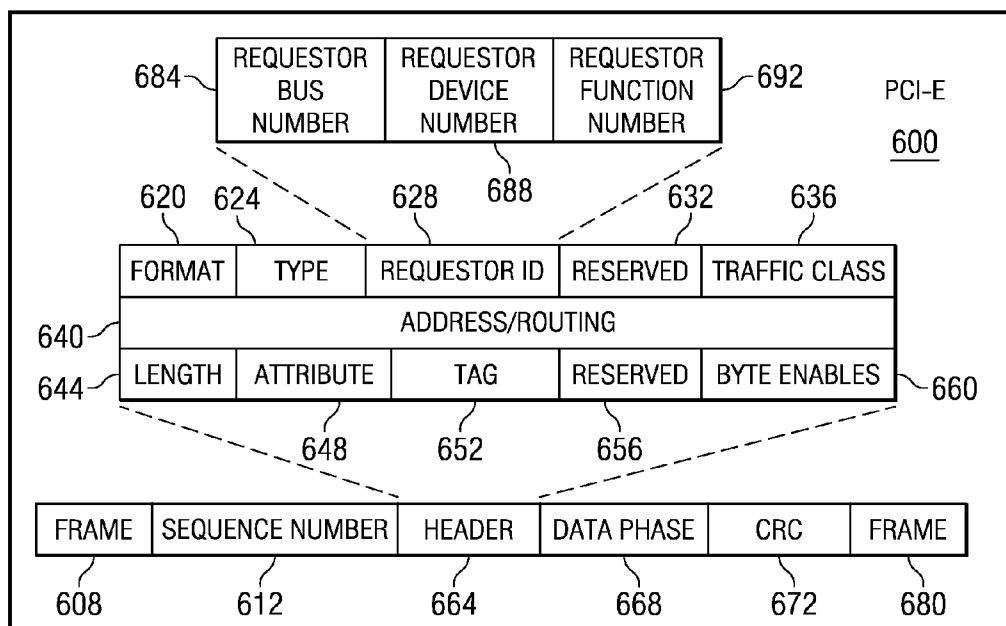 REQUESTOR BUS NUMBER
REQUESTOR DEVICE NUMBER
REQUESTOR FUNCTION NUMBER
684
692
PCI-E
600
688
620
624
628
632
636
FORMAT TYPE REQUESTOR ID RESERVED TRAFFIC CLASS
640
ADDRESS/ROUTING
644
LENGTH ATTRIBUTE TAG RESERVED BYTE ENABLES
660
648
652
656
FRAME SEQUENCE NUMBER HEADER DATA PHASE CRC FRAME
608
612
664
668
672
680